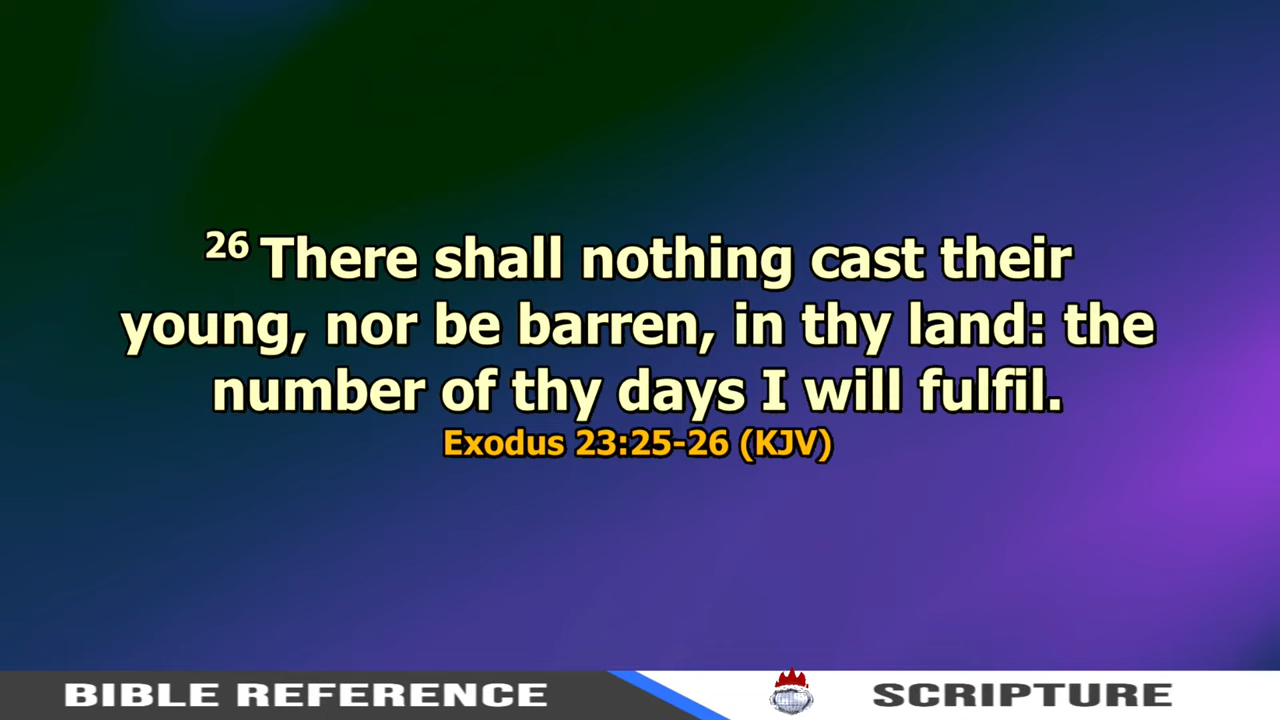 26 There shall nothing cast their
young, nor be barren, in thy land: the
number of thy days I will fulfil.
Exodus 23:25-26 (KJV)
BIBLE REFERENCE
SCRIPTURE